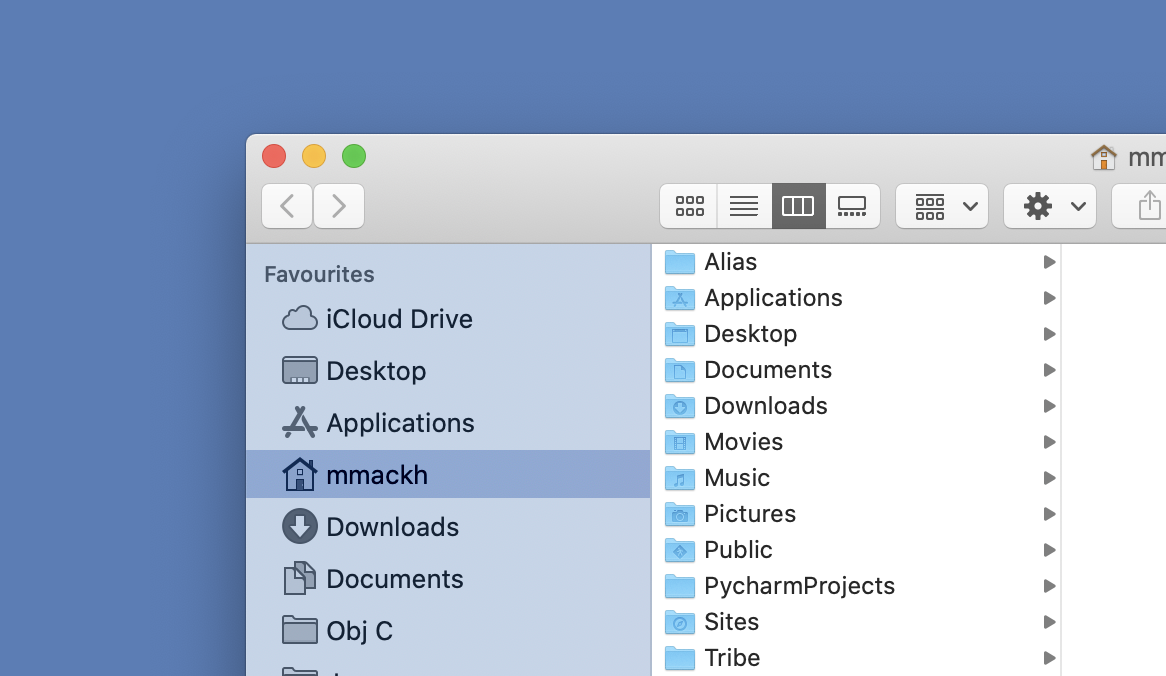 mm
Favourites
iCloud Drive
Desktop
Applications
mmackh
Downloads
Documents
Obj C
Alias
Applications
Desktop
Documents
Downloads
Movies
Music
Pictures
Public
PycharmProjects
Sites
Tribe